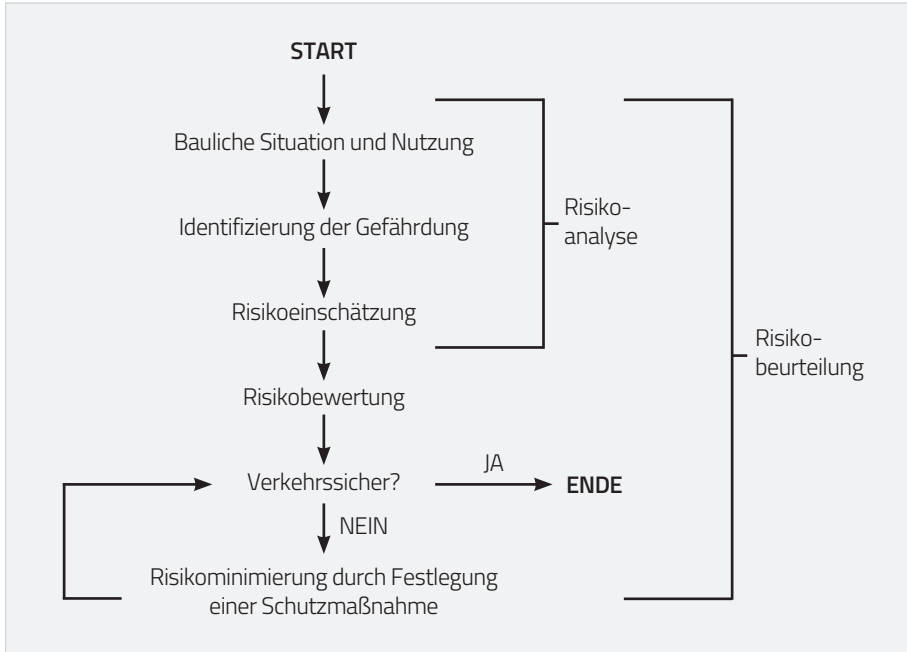 START
Bauliche Situation und Nutzung
Identifizierung der Gefährdung
Risiko-
analyse
Risikoeinschätzung
Risiko-
beurteilung
Risikobewertung
JA
Verkehrssicher?
ENDE
NEIN
Risikominimierung durch Festlegung
einer Schutzmaßnahme